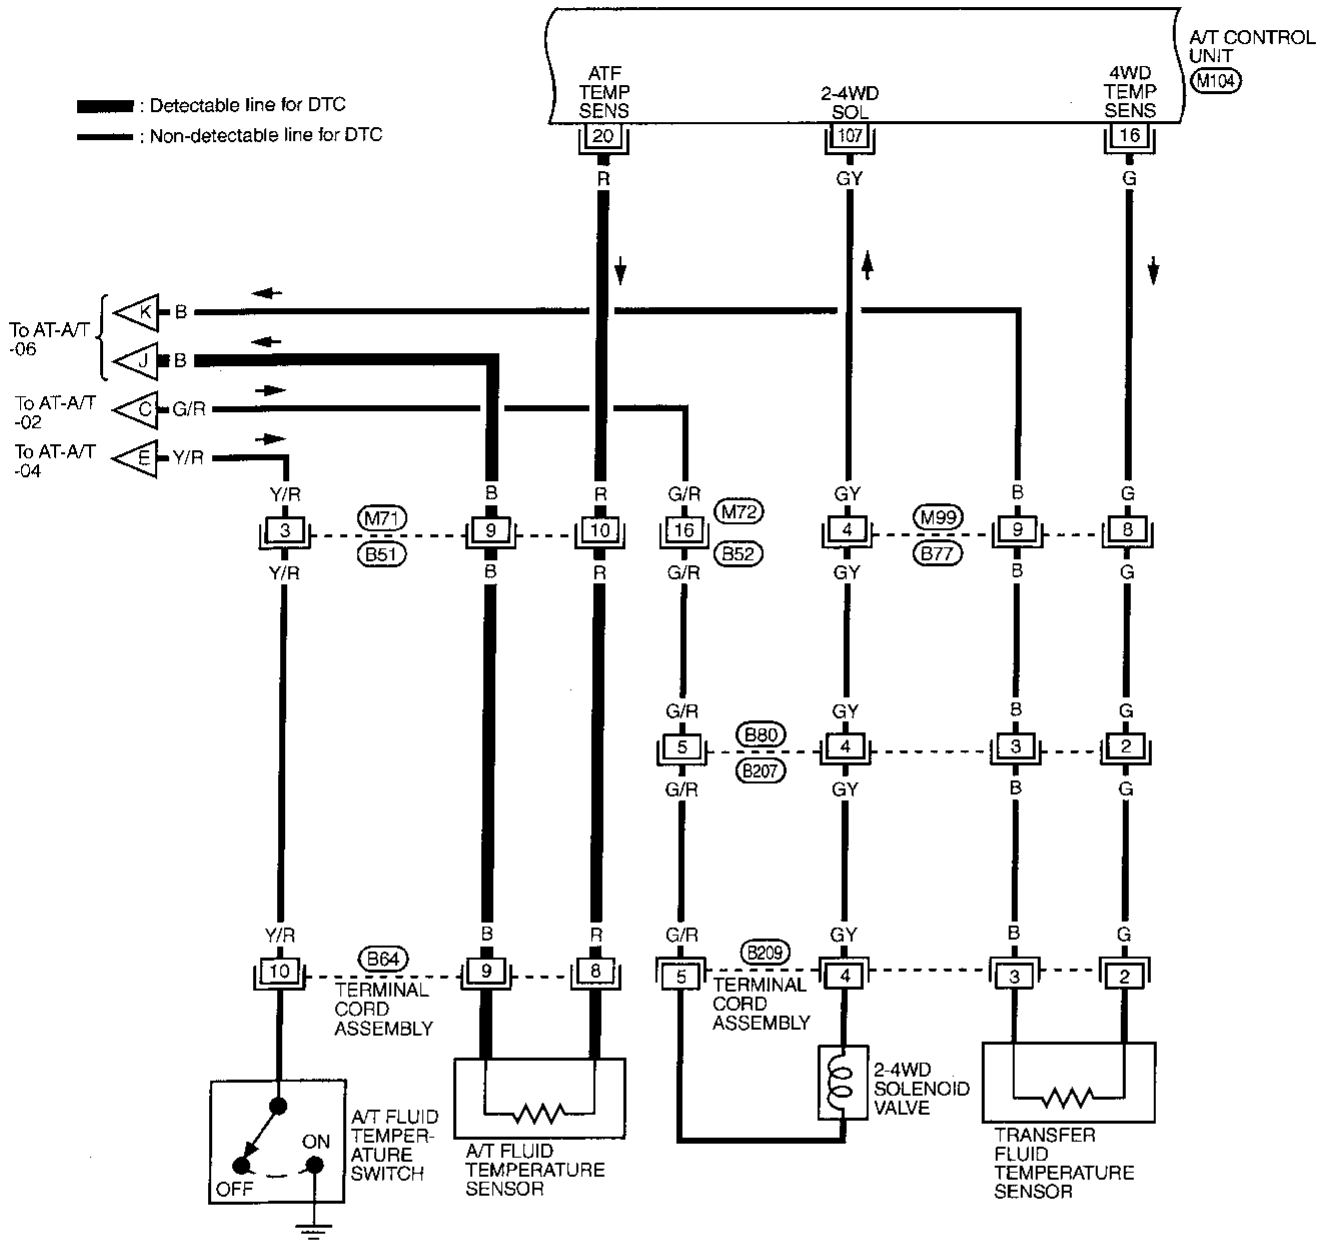 A/T CONTROL
UNIT
M104
ATF
TEMP
SENS
2-4WD
SOL
4WD
TEMP
SENS
20
107
16
: Detectable line for DTC
: Non-detectable line for DTC
R
GY
G
To AT-A/T
-06
K
B
J
B
To AT-A/T
-02
C
G/R
To AT-A/T
-04
E
Y/R
Y/R
B
R
G/R
GY
B
G
3
M71
9
10
16
M72
4
M99
9
8
B51
B52
B77
Y/R
B
R
G/R
GY
B
G
G/R
GY
B
G
5
B80
4
3
2
B207
G/R
GY
B
G
Y/R
B
R
G/R
GY
B
G
10
B64
9
8
5
B209
4
3
2
TERMINAL
CORD
ASSEMBLY
TERMINAL
CORD
ASSEMBLY
2-4WD
SOLENOID
VALVE
A/T FLUID
TEMPER-
ATURE
SWITCH
ON
OFF
A/T FLUID
TEMPERATURE
SENSOR
TRANSFER
FLUID
TEMPERATURE
SENSOR